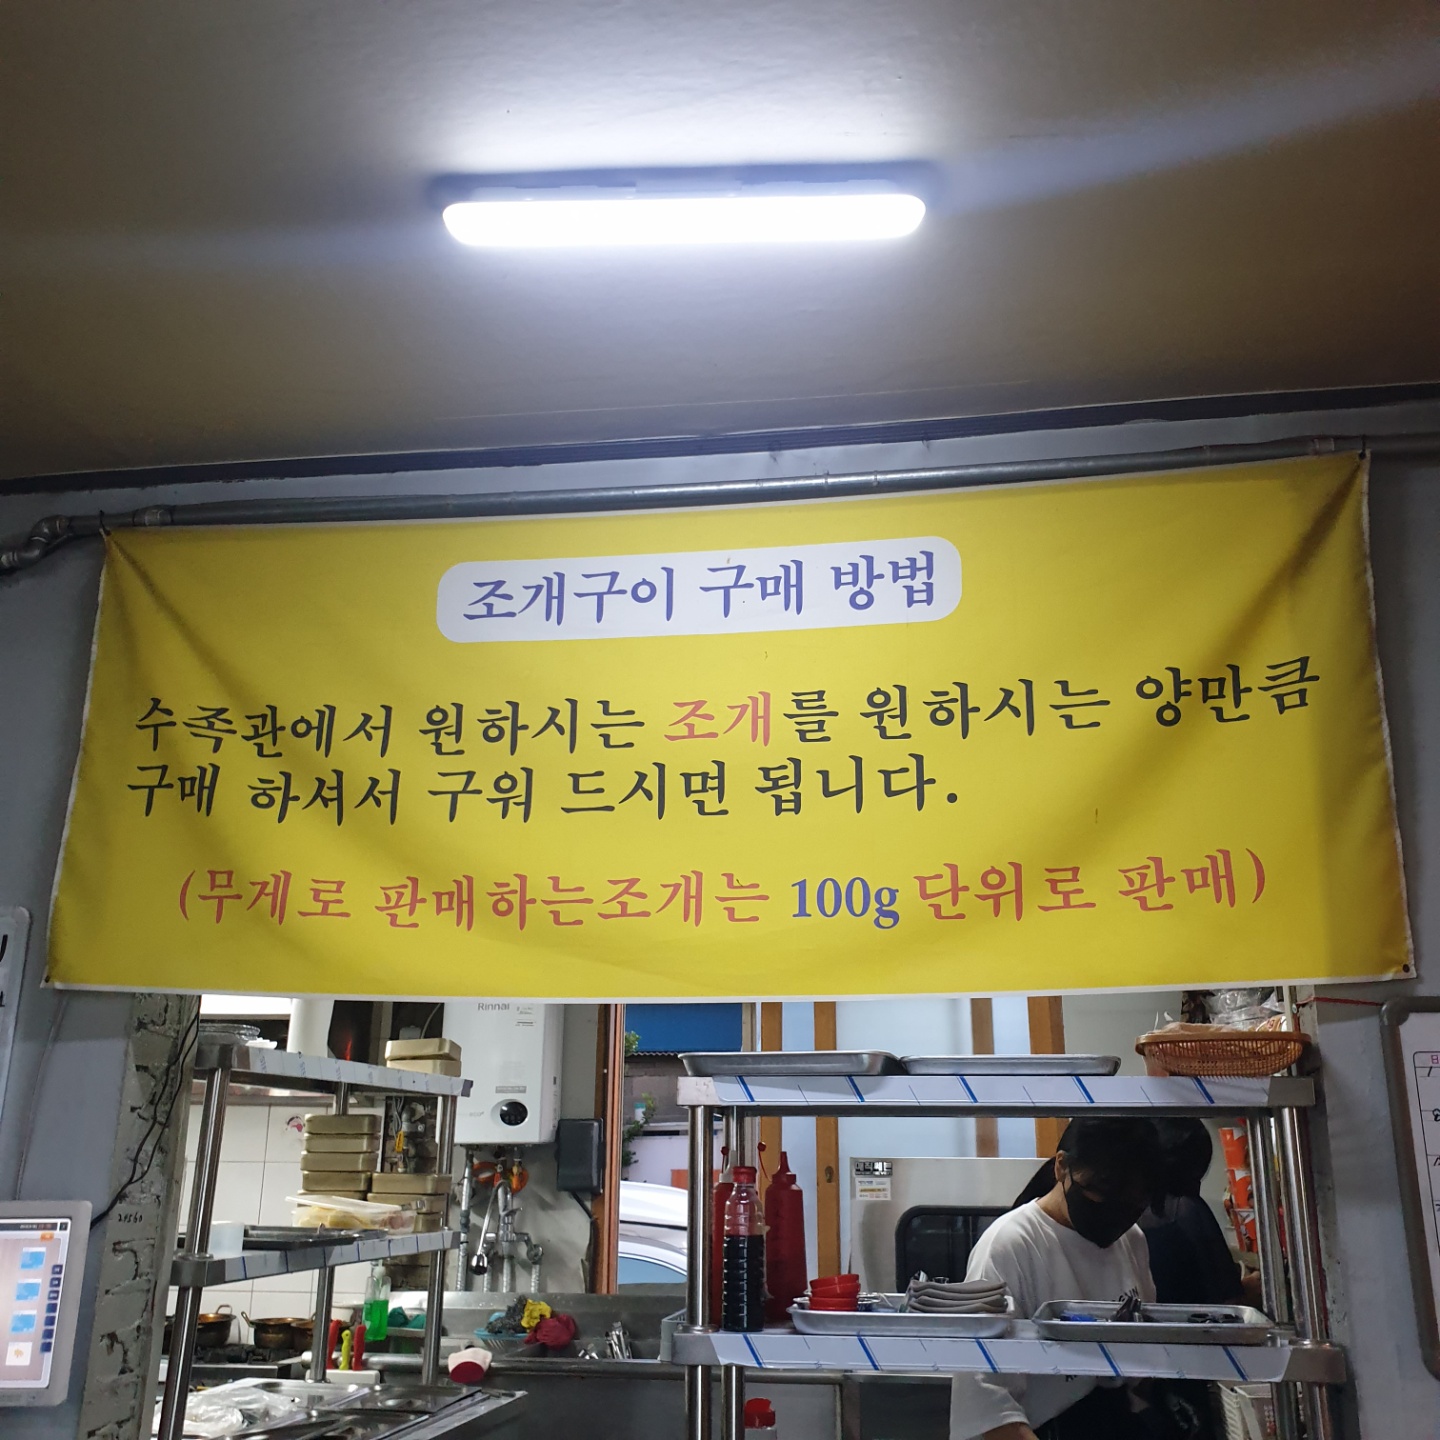 조개구이 구매 방법
수족관에서 원하시는 조개를 원하시는 양만큼
구매 하셔서 구워 드시면 됩니다.
(무게로 판매하는조개는 100g 단위로 판매)
Rinnai